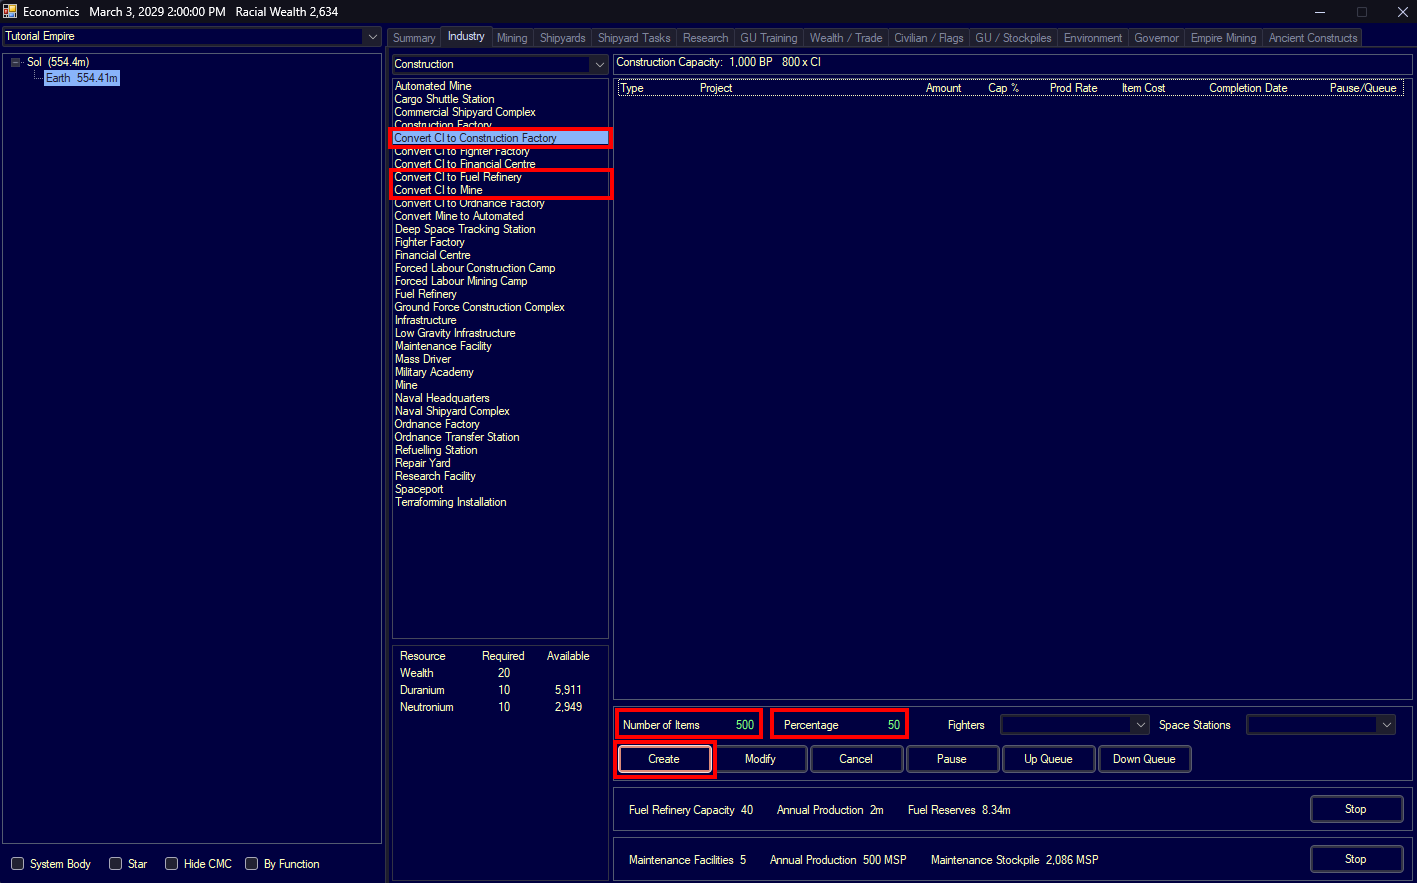 Economics March 3, 2029 2:00:00 PM Racial Wealth 2,634
Tutorial Empire
Summary Industry Mining Shipyards Shipyard Tasks Research GU Training Wealth / Trade Civilian / Flags GU / Stockpiles Environment Governor Empire Mining Ancient Constructs
Sol (554.4m)
Earth 554.41m
Construction
Automated Mine
Cargo Shuttle Station
Commercial Shipyard Complex
Construction Factory
Convert CI to Construction Factory
Convert CI to Fighter Factory
Convert CI to Financial Centre
Convert CI to Fuel Refinery
Convert CI to Mine
Convert CI to Ordnance Factory
Convert Mine to Automated
Deep Space Tracking Station
Fighter Factory
Financial Centre
Forced Labour Construction Camp
Forced Labour Mining Camp
Fuel Refinery
Ground Force Construction Complex
Infrastructure
Low Gravity Infrastructure
Maintenance Facility
Mass Driver
Military Academy
Mine
Naval Headquarters
Naval Shipyard Complex
Ordnance Factory
Ordnance Transfer Station
Refuelling Station
Repair Yard
Research Facility
Spaceport
Terraforming Installation
Resource Required Available
Wealth 20
Duranium 10 5,911
Neutronium 10 2,949
Construction Capacity: 1,000 BP 800 x CI
Type Project Amount Cap % Prod Rate Item Cost Completion Date Pause/Queue
Number of Items 500 Percentage 50 Fighters Space Stations
Create Modify Cancel Pause Up Queue Down Queue
Fuel Refinery Capacity 40 Annual Production 2m Fuel Reserves 8.34m Stop
Maintenance Facilities 5 Annual Production 500 MSP Maintenance Stockpile 2,086 MSP Stop
System Body Star Hide CMC By Function